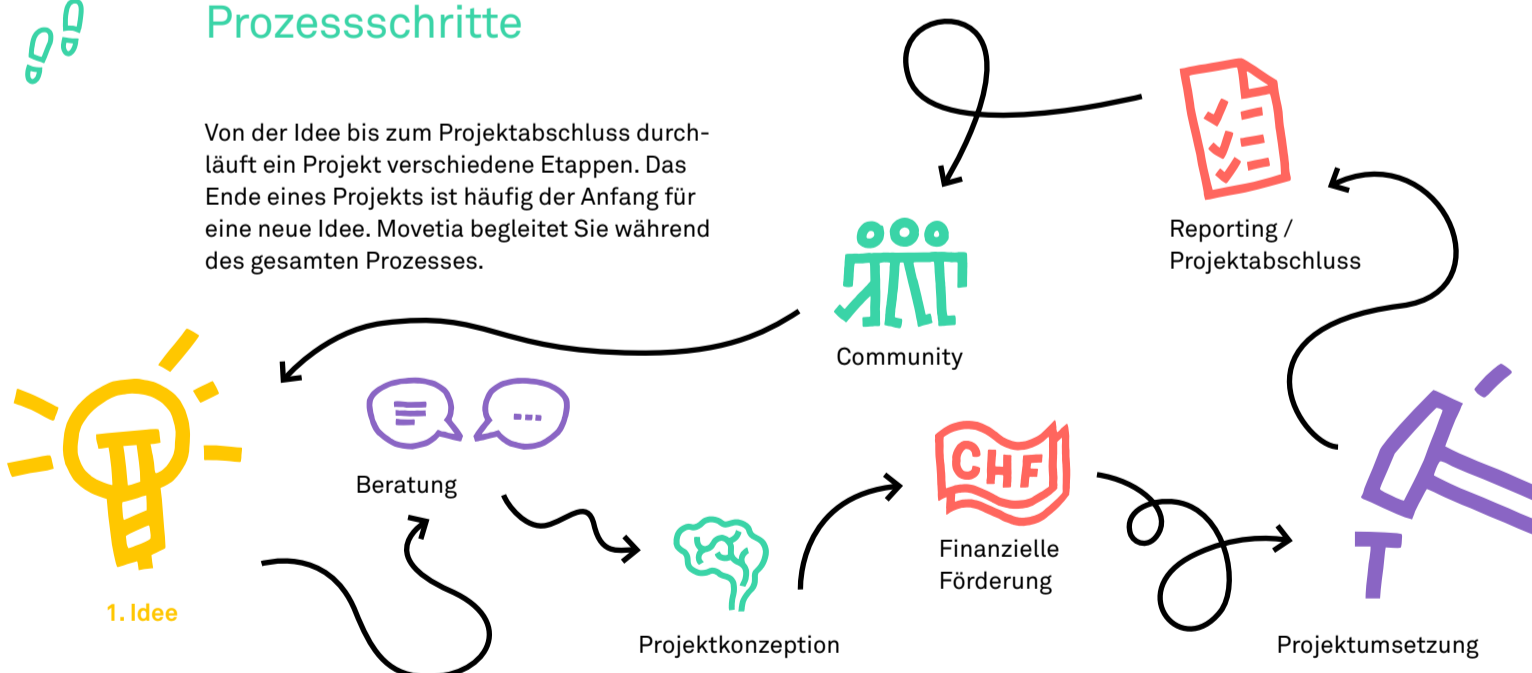 Prozessschritte
Von der Idee bis zum Projektabschluss durch-
läuft ein Projekt verschiedene Etappen. Das
Ende eines Projekts ist häufig der Anfang für
eine neue Idee. Movetia begleitet Sie während
des gesamten Prozesses.
1. Idee
Beratung
Projektkonzeption
CHF
Finanzielle
Förderung
Projektumsetzung
Reporting /
Projektabschluss
Community